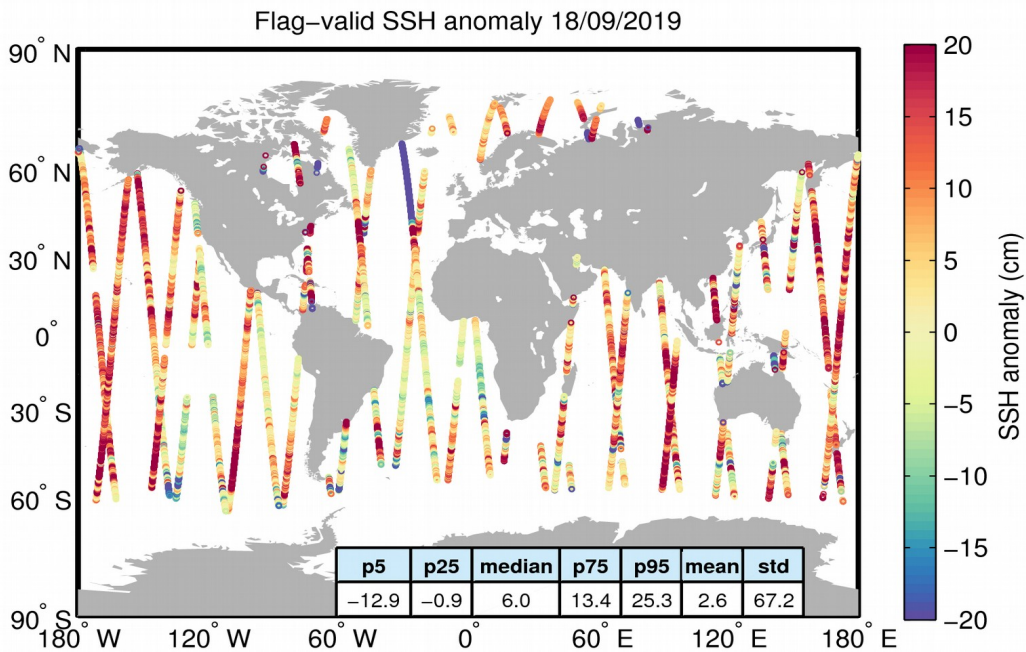 Flag−valid SSH anomaly 18/09/2019
90° N
60° N
30° N
0°
30° S
60° S
90° S
180° W
120° W
60° W
0°
60° E
120° E
180° E
p5 p25 median p75 p95 mean std
−12.9 −0.9 6.0 13.4 25.3 2.6 67.2
20
15
10
5
0
−5
−10
−15
−20
SSH anomaly (cm)